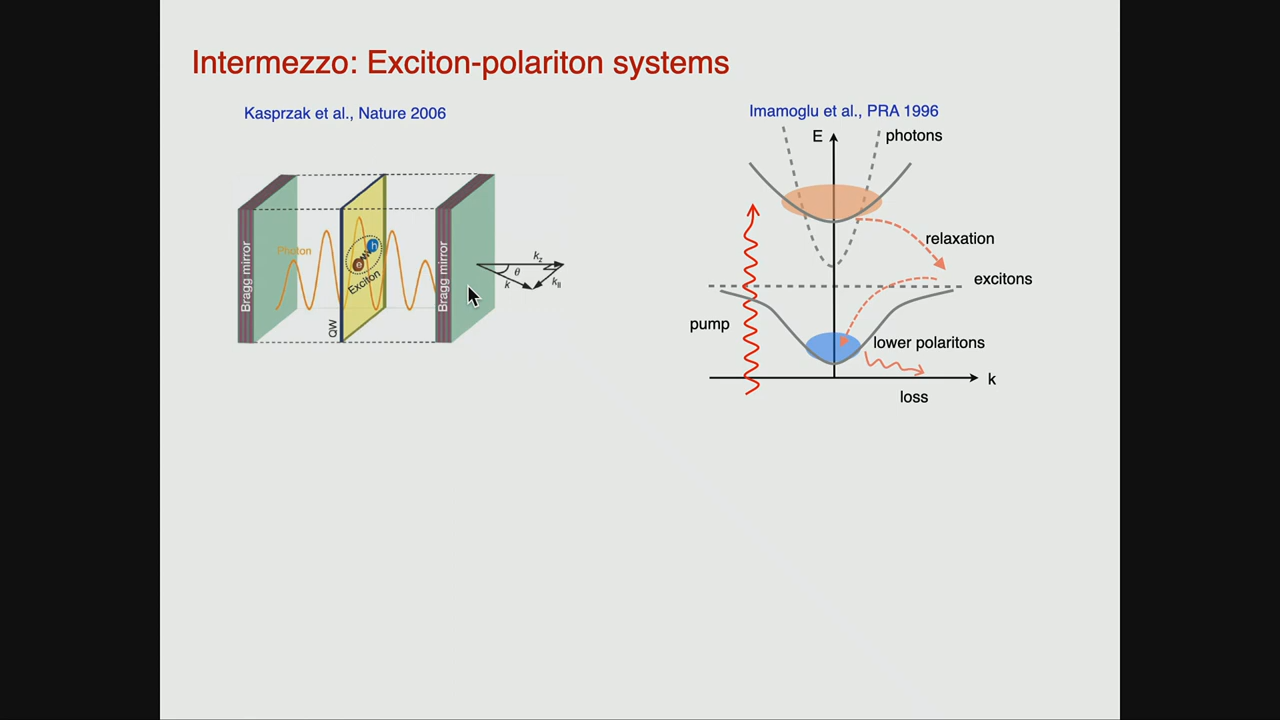 Intermezzo: Exciton-polariton systems
Kasprzak et al., Nature 2006
Bragg mirror
Photon
e
h
Exciton
QW
Bragg mirror
kz
θ
k
k||
Imamoglu et al., PRA 1996
E
photons
relaxation
excitons
pump
lower polaritons
k
loss